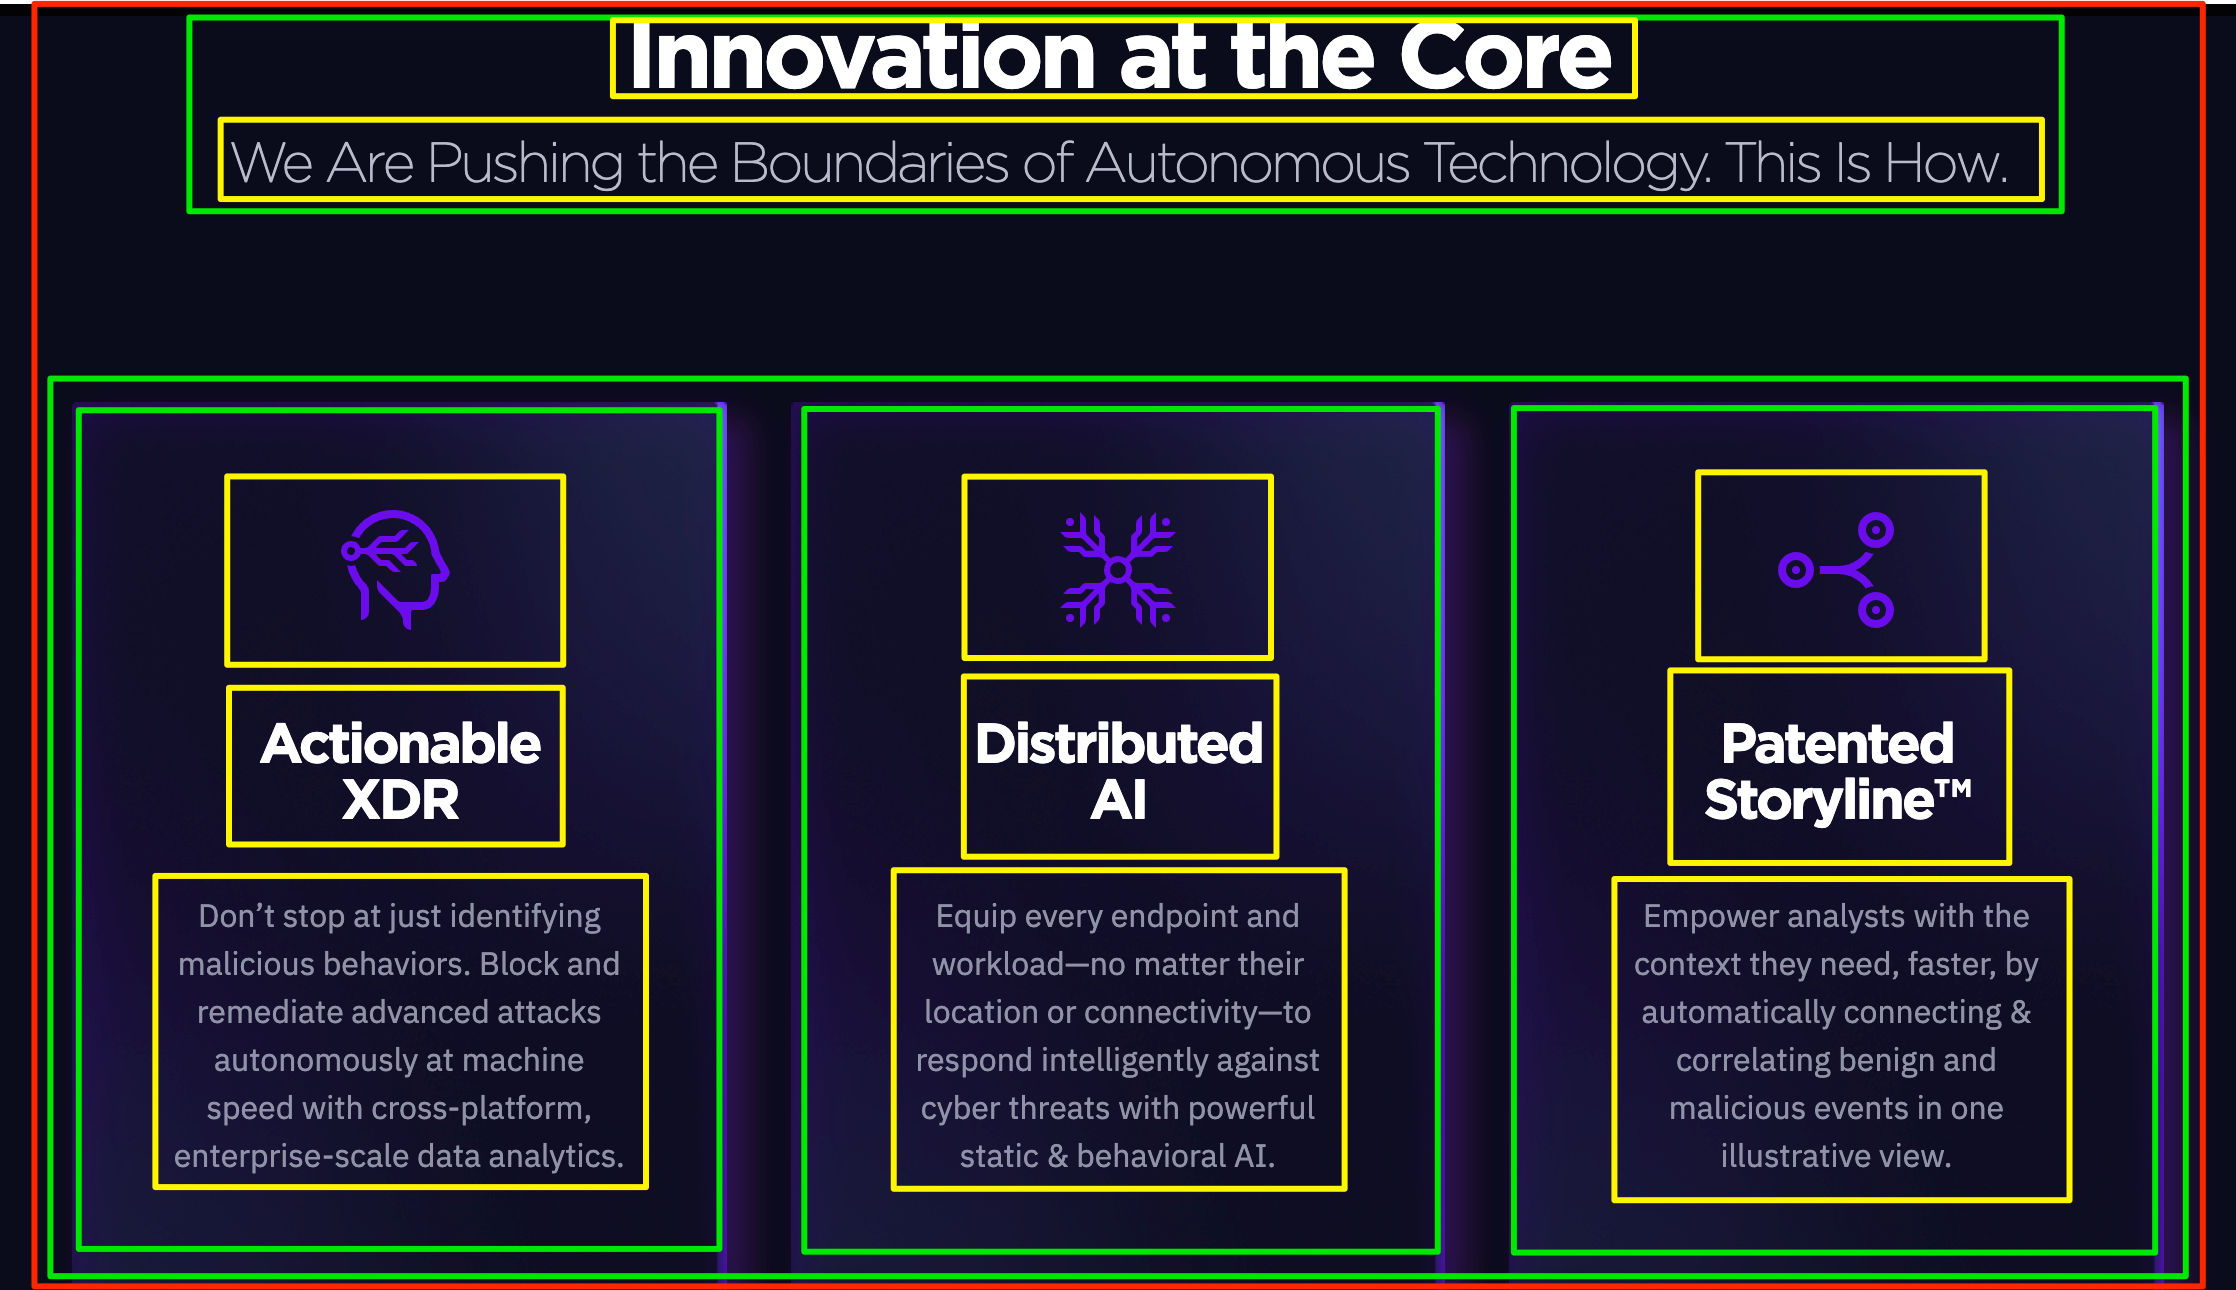 Innovation at the Core
We Are Pushing the Boundaries of Autonomous Technology. This Is How.
Actionable
XDR
Don’t stop at just identifying
malicious behaviors. Block and
remediate advanced attacks
autonomously at machine
speed with cross-platform,
enterprise-scale data analytics.
Distributed
AI
Equip every endpoint and
workload—no matter their
location or connectivity—to
respond intelligently against
cyber threats with powerful
static & behavioral AI.
Patented
Storyline™
Empower analysts with the
context they need, faster, by
automatically connecting &
correlating benign and
malicious events in one
illustrative view.